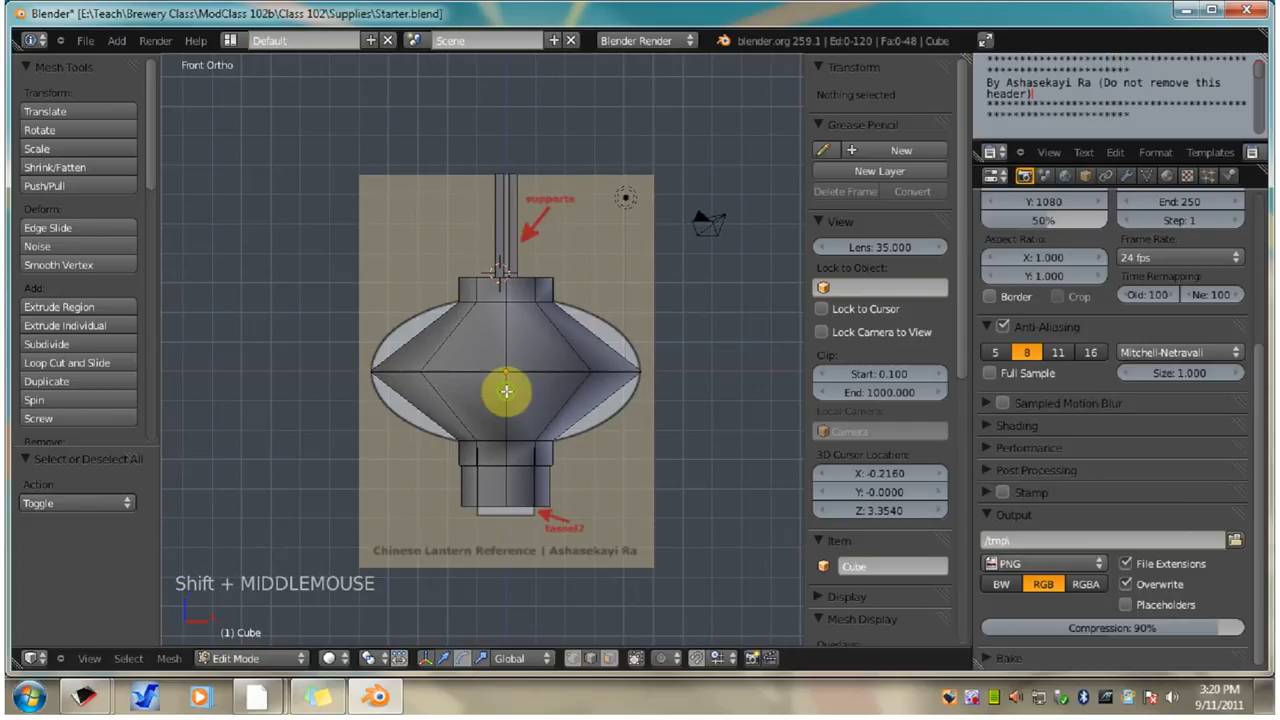 Blender* [E:\Teach\Brewery Class\ModClass 102b\Class 102\Supplies\Starter.blend]
File Add Render Help Default Scene Blender Render blender.org 259.1 | Ed:0-120 | Fa:0-48 | Cube
Mesh Tools
Transform:
Translate
Rotate
Scale
Shrink/Fatten
Push/Pull
Deform:
Edge Slide
Noise
Smooth Vertex
Add:
Extrude Region
Extrude Individual
Subdivide
Loop Cut and Slide
Duplicate
Spin
Screw
Remove:
Select or Deselect All
Action:
Toggle
Front Ortho
supports
tassel2
Chinese Lantern Reference | Ashasekayi Ra
Shift + MIDDLEMOUSE
(1) Cube
View Select Mesh Edit Mode Global
Transform
Nothing selected
Grease Pencil
New
New Layer
Delete Frame Convert
View
Lens: 35.000
Lock to Object:
Lock to Cursor
Lock Camera to View
Clip:
Start: 0.100
End: 1000.000
Local Camera:
Camera
3D Cursor Location:
X: -0.2160
Y: -0.0000
Z: 3.3540
Item
Cube
Display
Mesh Display
Overlays:
*****************************************
**********************
By Ashasekayi Ra (Do not remove this
header)
*****************************************
**********************
View Text Edit Format Templates
Y: 1080 End: 250
50% Step: 1
Aspect Ratio: Frame Rate:
X: 1.000 24 fps
Y: 1.000 Time Remapping:
Border Crop Old: 100 Ne: 100
Anti-Aliasing
5 8 11 16 Mitchell-Netravali
Full Sample Size: 1.000
Sampled Motion Blur
Shading
Performance
Post Processing
Stamp
Output
/tmp\
PNG File Extensions
BW RGB RGBA Overwrite
Placeholders
Compression: 90%
Bake
3:20 PM
9/11/2011